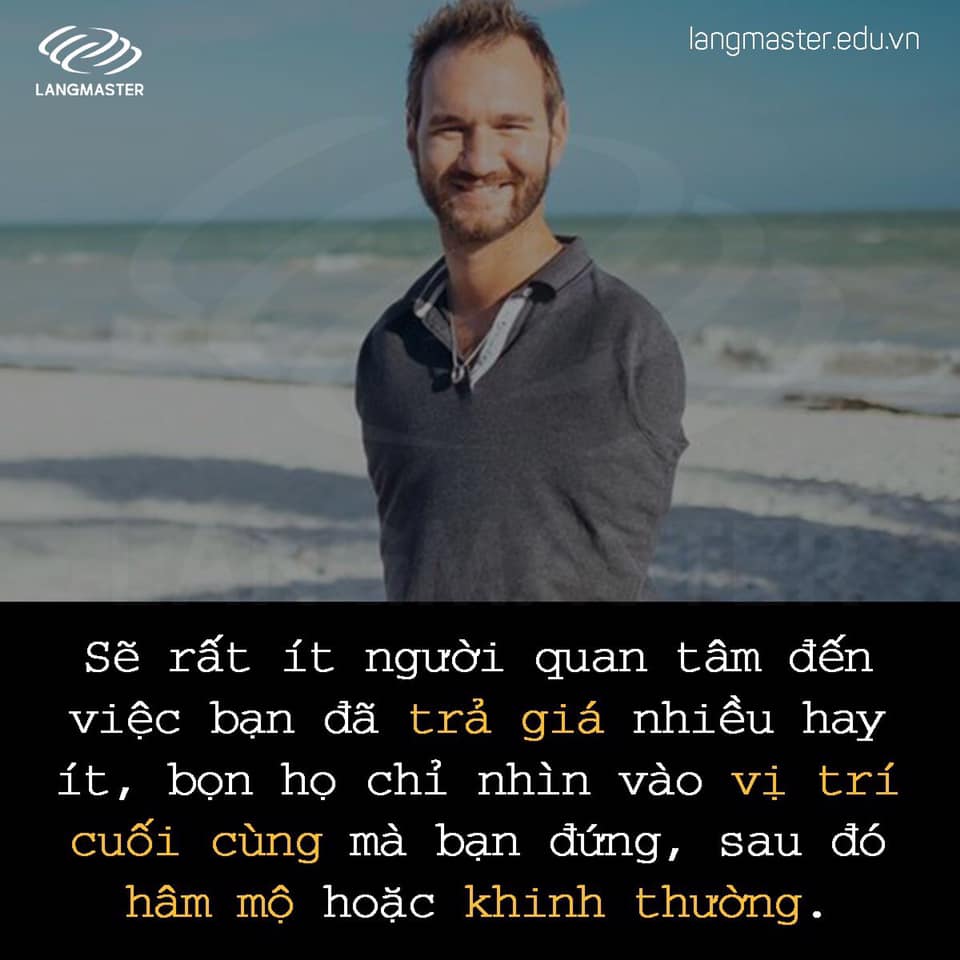 LANGMASTER
langmaster.edu.vn
Sẽ rất ít người quan tâm đến
việc bạn đã trả giá nhiều hay
ít, bọn họ chỉ nhìn vào vị trí
cuối cùng mà bạn đứng, sau đó
hâm mộ hoặc khinh thường.